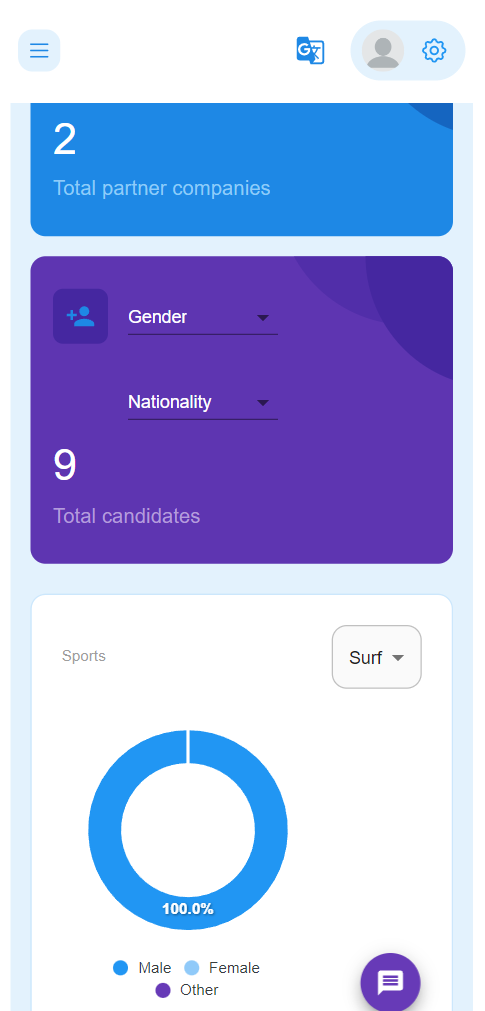 G
2
Total partner companies
Gender
Nationality
9
Total candidates
Sports
Surf
100.0%
Male
Female
Other